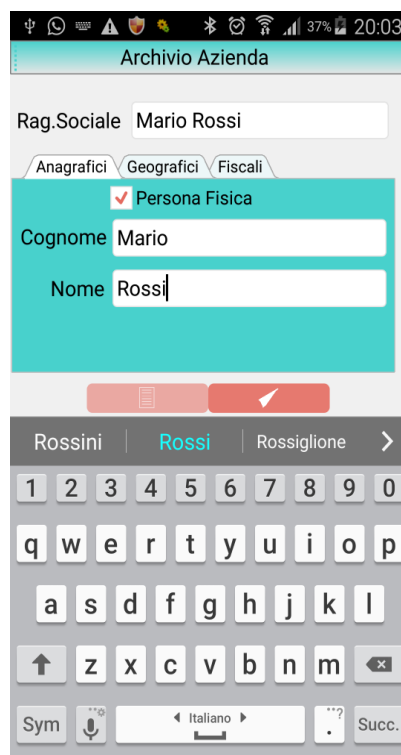 37% 20:03
Archivio Azienda
Rag.Sociale Mario Rossi
Anagrafici Geografici Fiscali
Persona Fisica
Cognome Mario
Nome Rossi
Rossini Rossi Rossiglione
1 2 3 4 5 6 7 8 9 0
q w e r t y u i o p
a s d f g h j k l
z x c v b n m
Sym Italiano . ...? Succ.